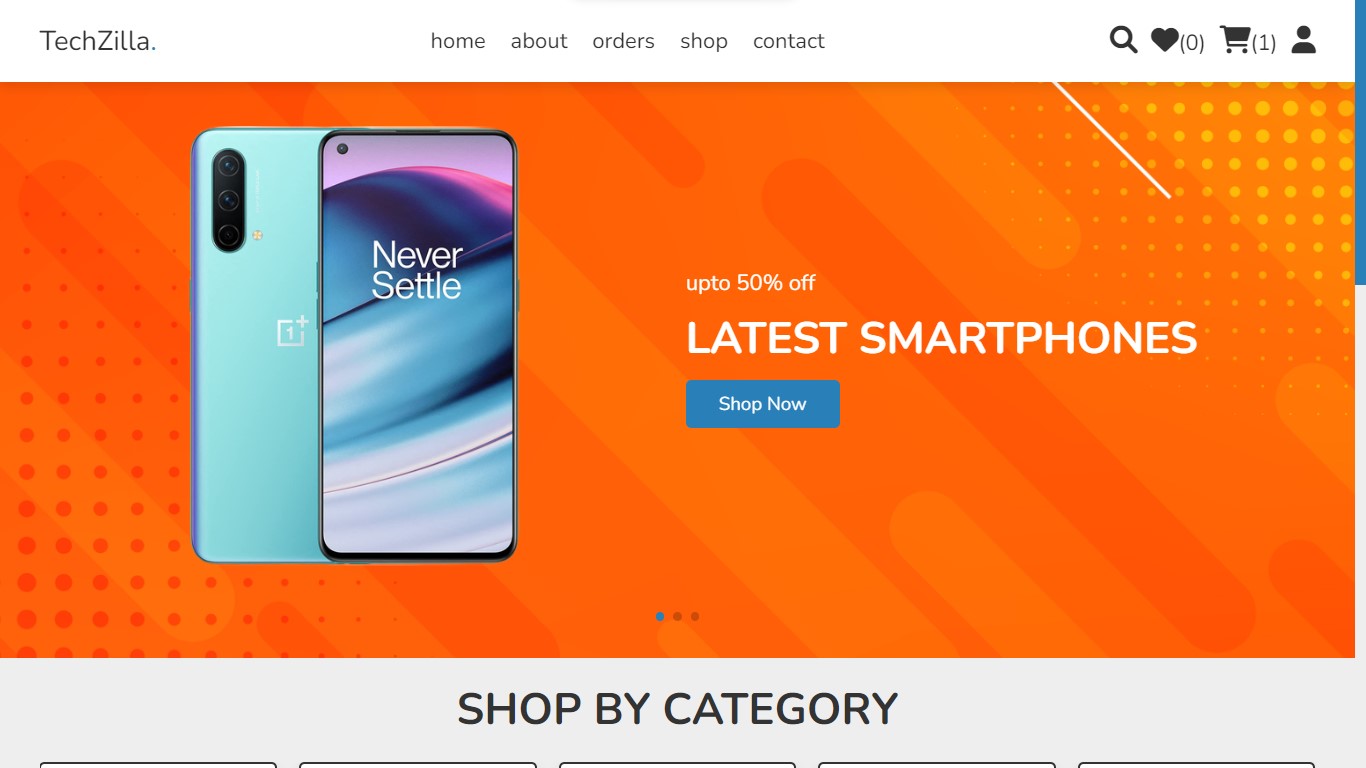 TechZilla.
home about orders shop contact
(0) (1)
Never
Settle
1+
upto 50% off
LATEST SMARTPHONES
Shop Now
SHOP BY CATEGORY